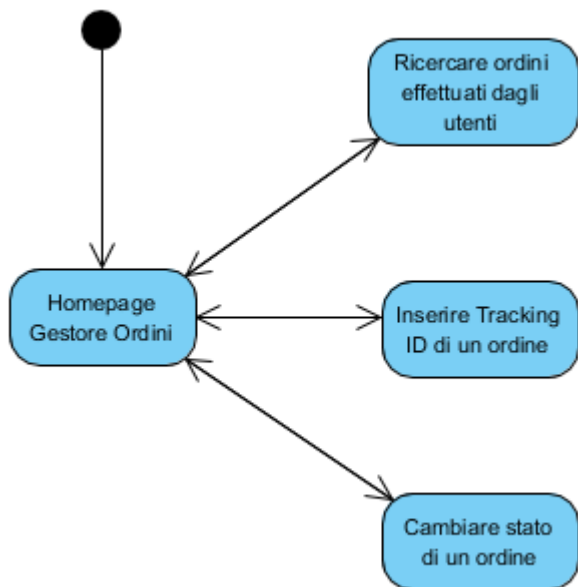 Ricercare ordini
effettuati dagli
utenti
Homepage
Gestore Ordini
Inserire Tracking
ID di un ordine
Cambiare stato
di un ordine